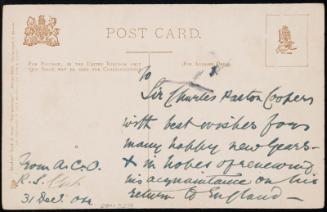 POST CARD.
FOR POSTAGE, IN THE UNITED KINGDOM ONLY
THIS SPACE MAY BE USED FOR CORRESPONDENCE.
(FOR ADDRESS ONLY.)
To
Sir Charles Paston Cooper
with best wishes for
many happy new years -
& in hopes of renewing
his acquaintance on his
return to England -
From A.C.D.
31 Dec. 04